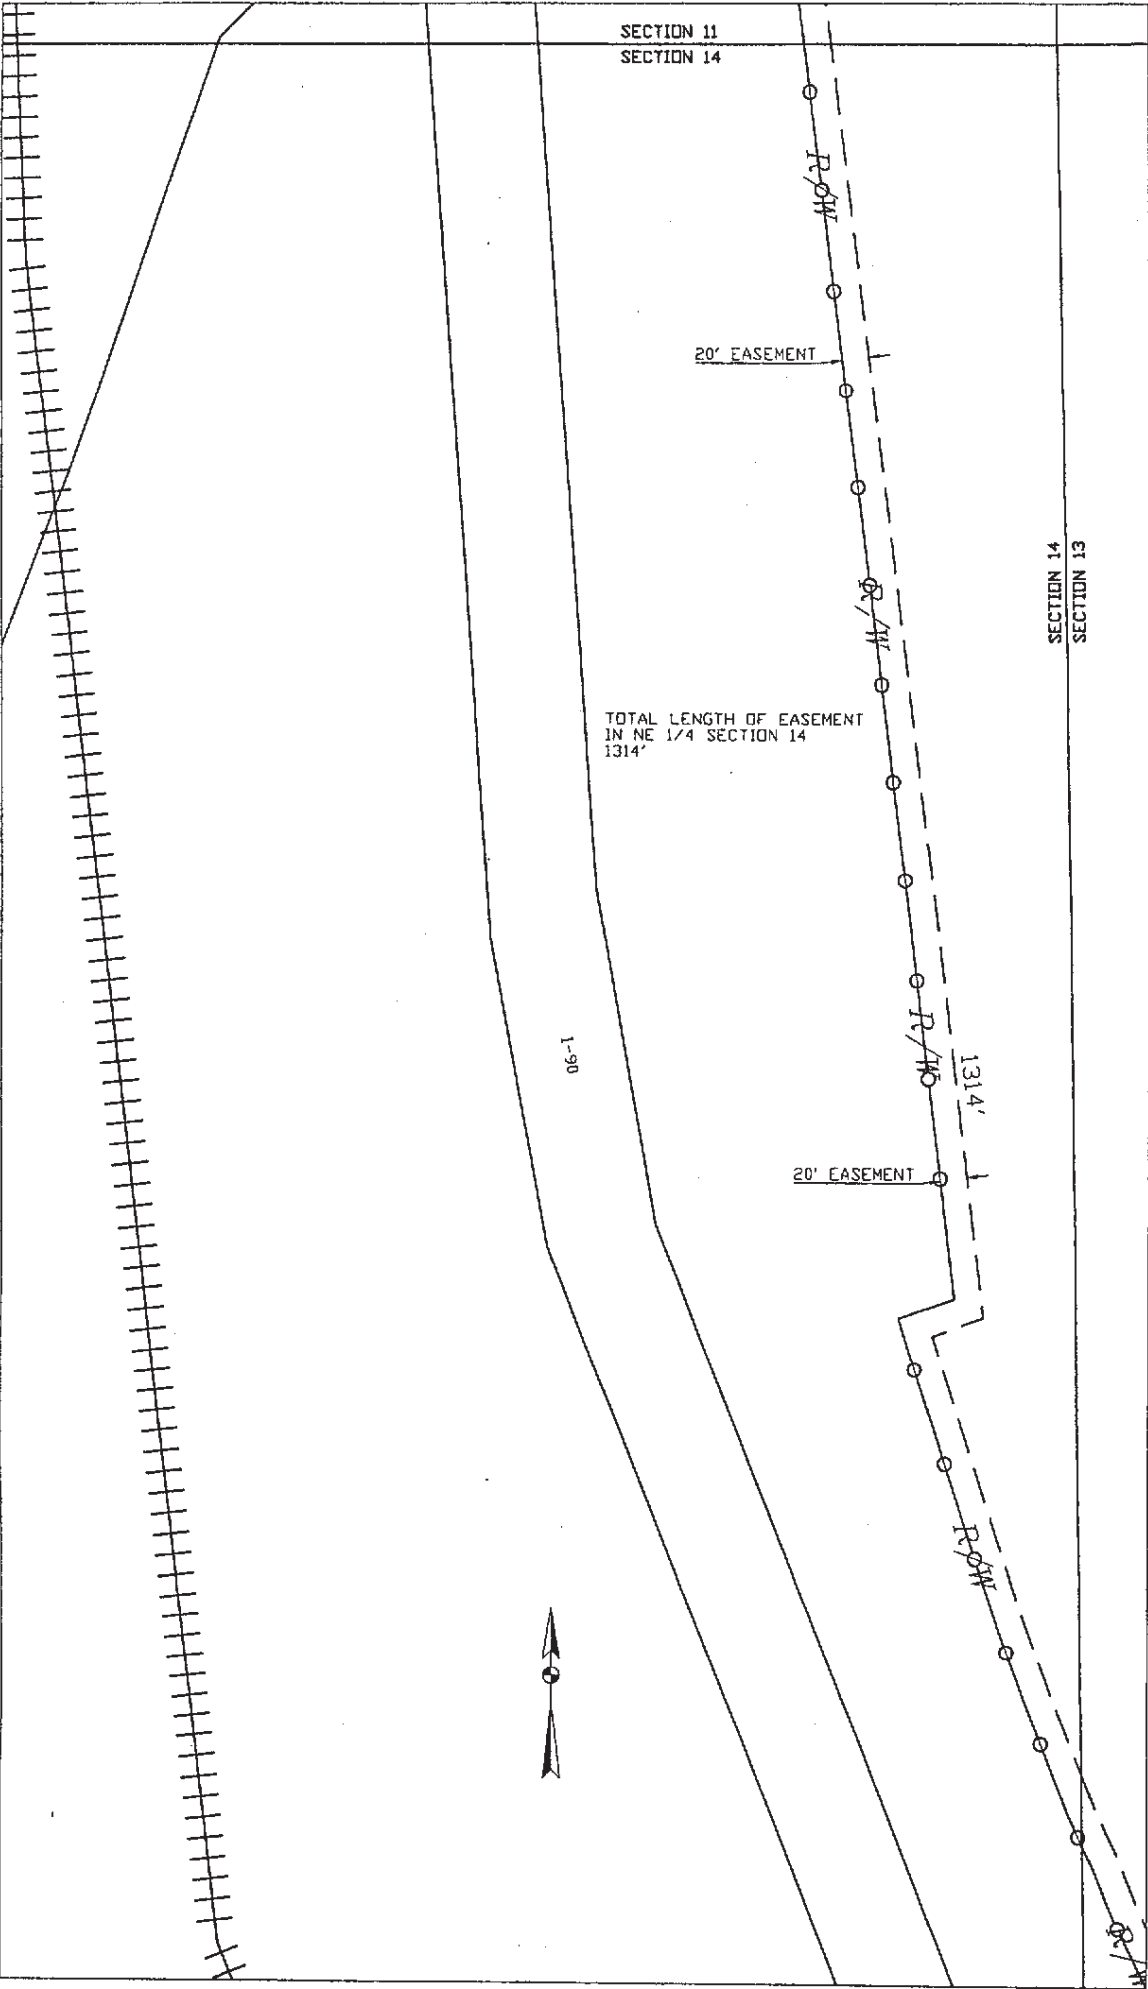 SECTION 11
SECTION 14
R/W
20' EASEMENT
SECTION 14
SECTION 13
R/W
TOTAL LENGTH OF EASEMENT
IN NE 1/4 SECTION 14
1314'
R/W
I-90
1314'
20' EASEMENT
R/W
R/W